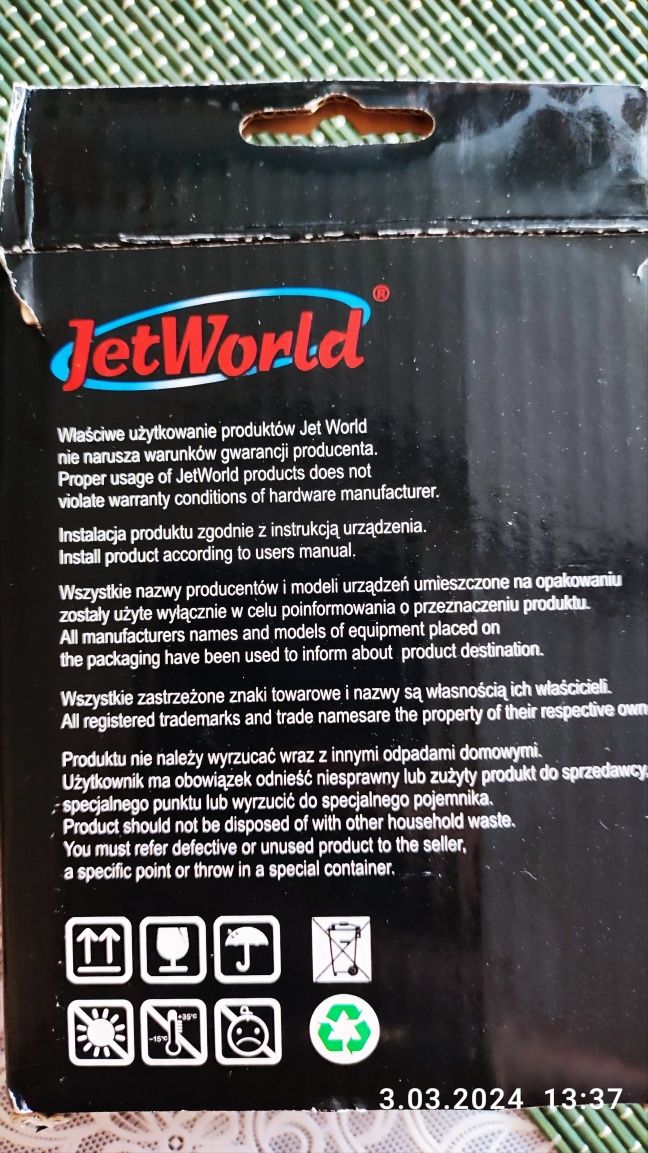 JetWorld®
Właściwe użytkowanie produktów Jet World
nie narusza warunków gwarancji producenta.
Proper usage of JetWorld products does not
violate warranty conditions of hardware manufacturer.
Instalacja produktu zgodnie z instrukcją urządzenia.
Install product according to users manual.
Wszystkie nazwy producentów i modeli urządzeń umieszczone na opakowaniu
zostały użyte wyłącznie w celu poinformowania o przeznaczeniu produktu.
All manufacturers names and models of equipment placed on
the packaging have been used to inform about product destination.
Wszystkie zastrzeżone znaki towarowe i nazwy są własnością ich właścicieli.
All registered trademarks and trade namesare the property of their respective own
Produktu nie należy wyrzucać wraz z innymi odpadami domowymi.
Użytkownik ma obowiązek odnieść niesprawny lub zużyty produkt do sprzedawcy,
specjalnego punktu lub wyrzucić do specjalnego pojemnika.
Product should not be disposed of with other household waste.
You must refer defective or unused product to the seller,
a specific point or throw in a special container.
+35°C
-15°C
3.03.2024 13:37